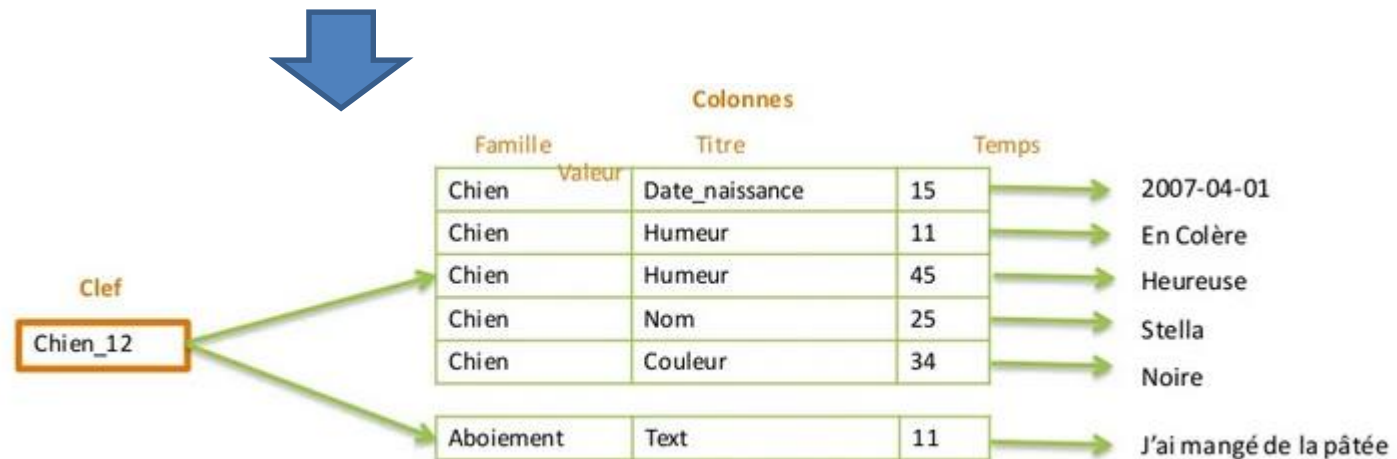 Colonnes
Famille Titre Temps
Valeur
Chien Date_naissance 15 2007-04-01
Chien Humeur 11 En Colère
Clef
Chien Humeur 45 Heureuse
Chien_12
Chien Nom 25 Stella
Chien Couleur 34 Noire
Aboiement Text 11 J'ai mangé de la pâtée